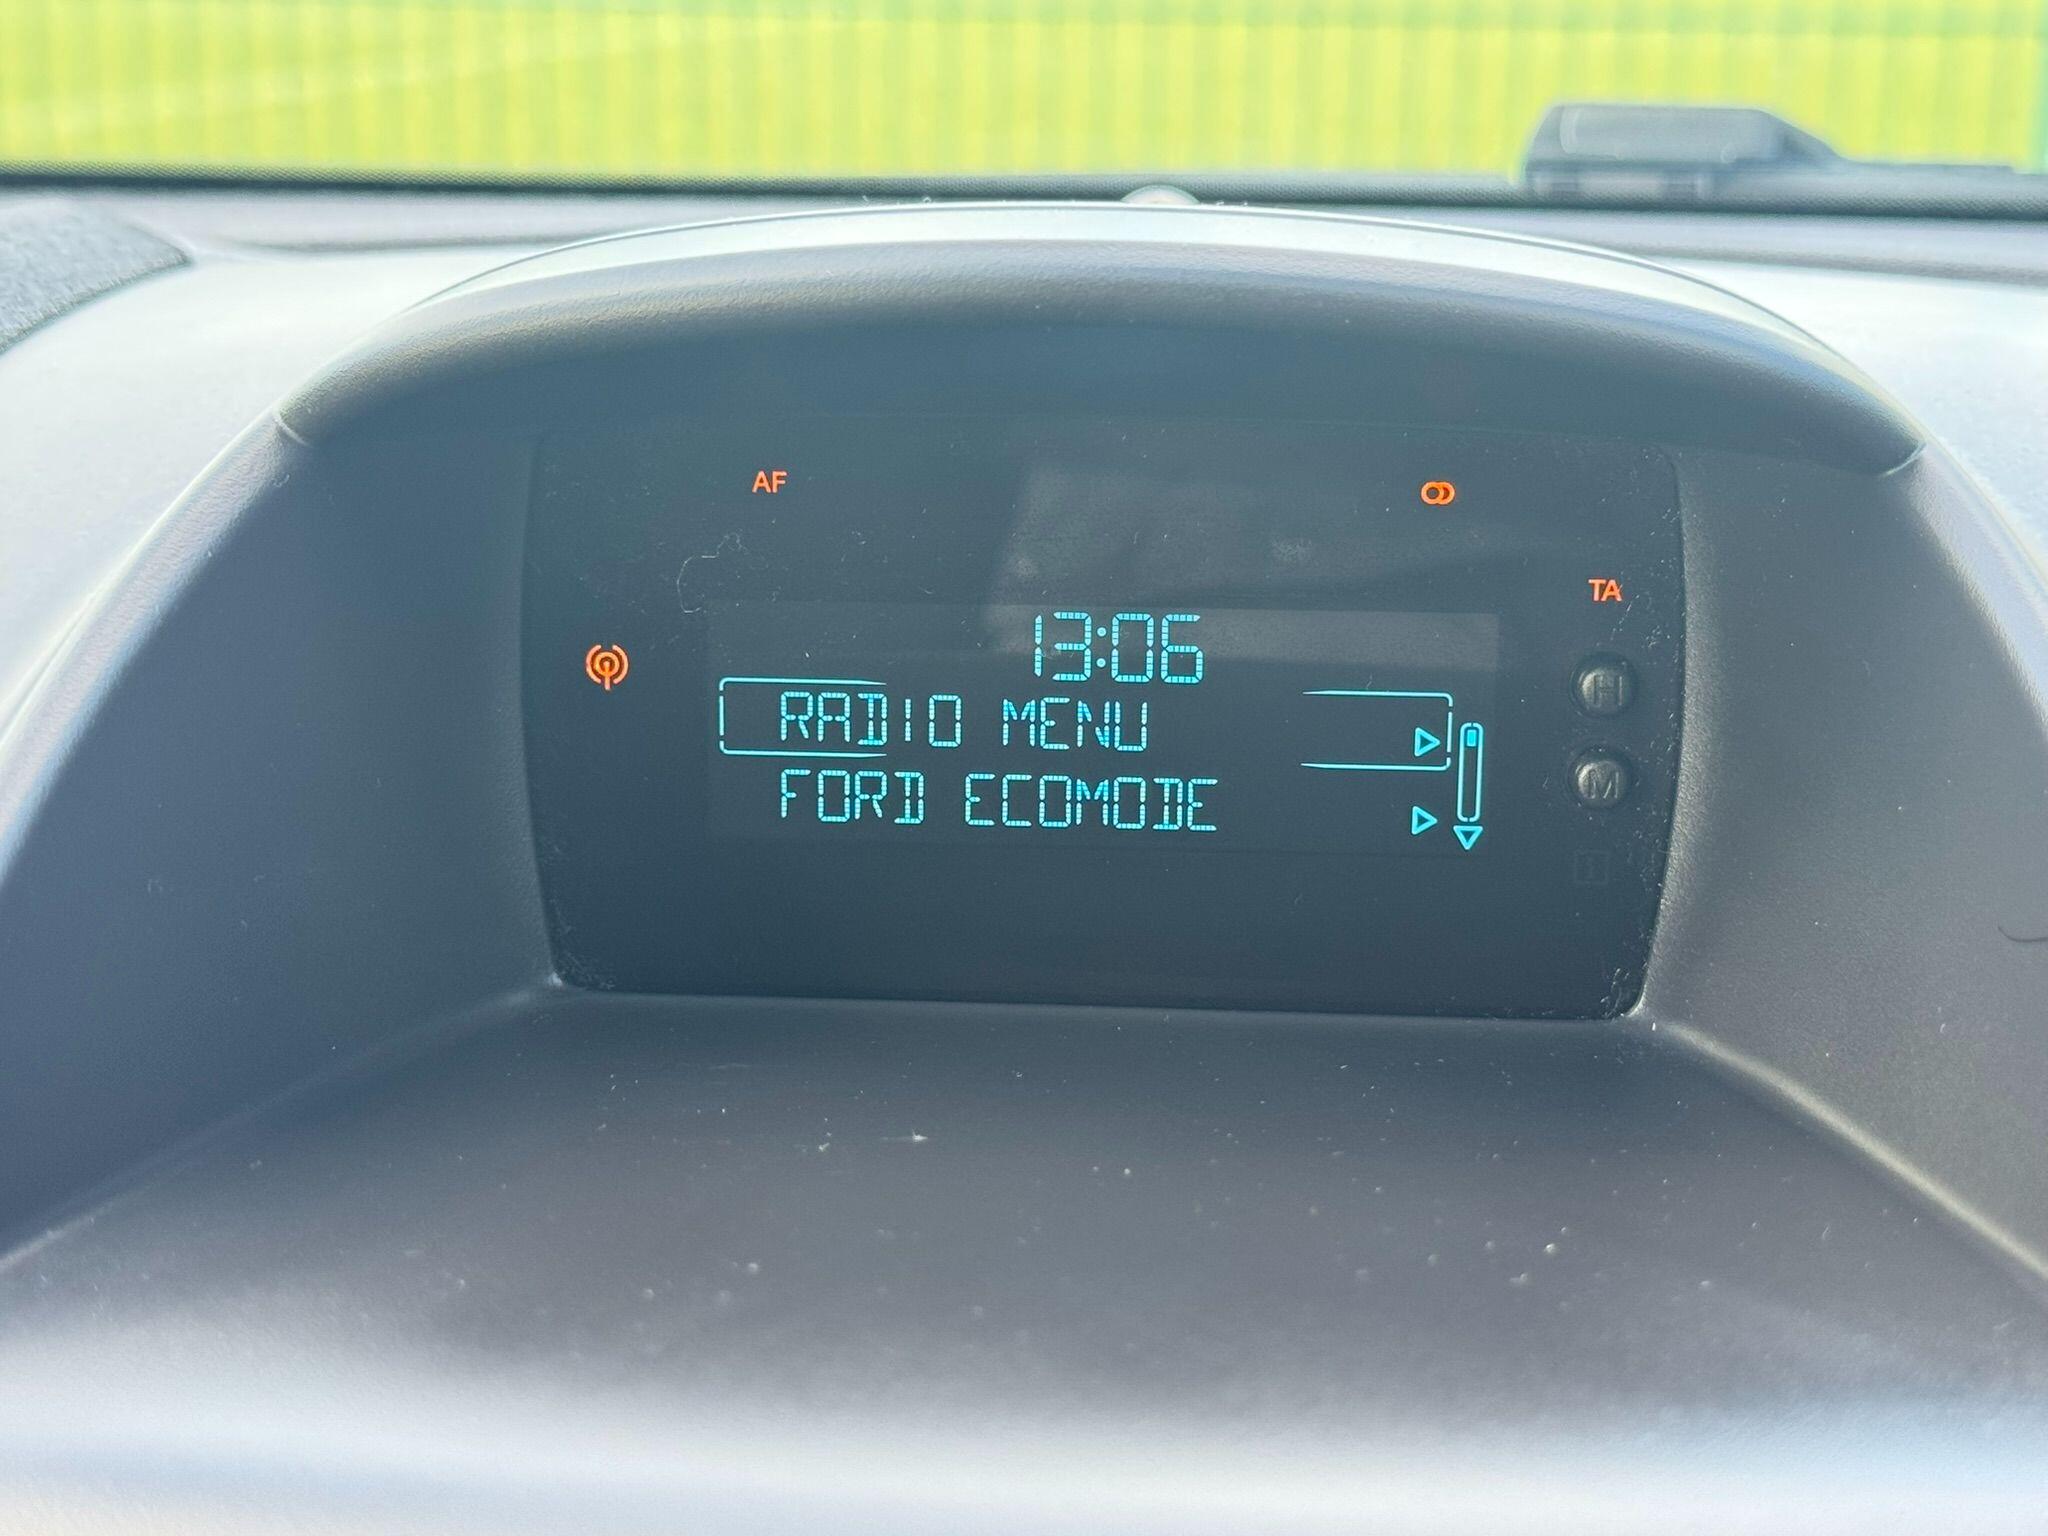 AF
TA
13:06
RADIO MENU
H
FORD ECOMODE
M